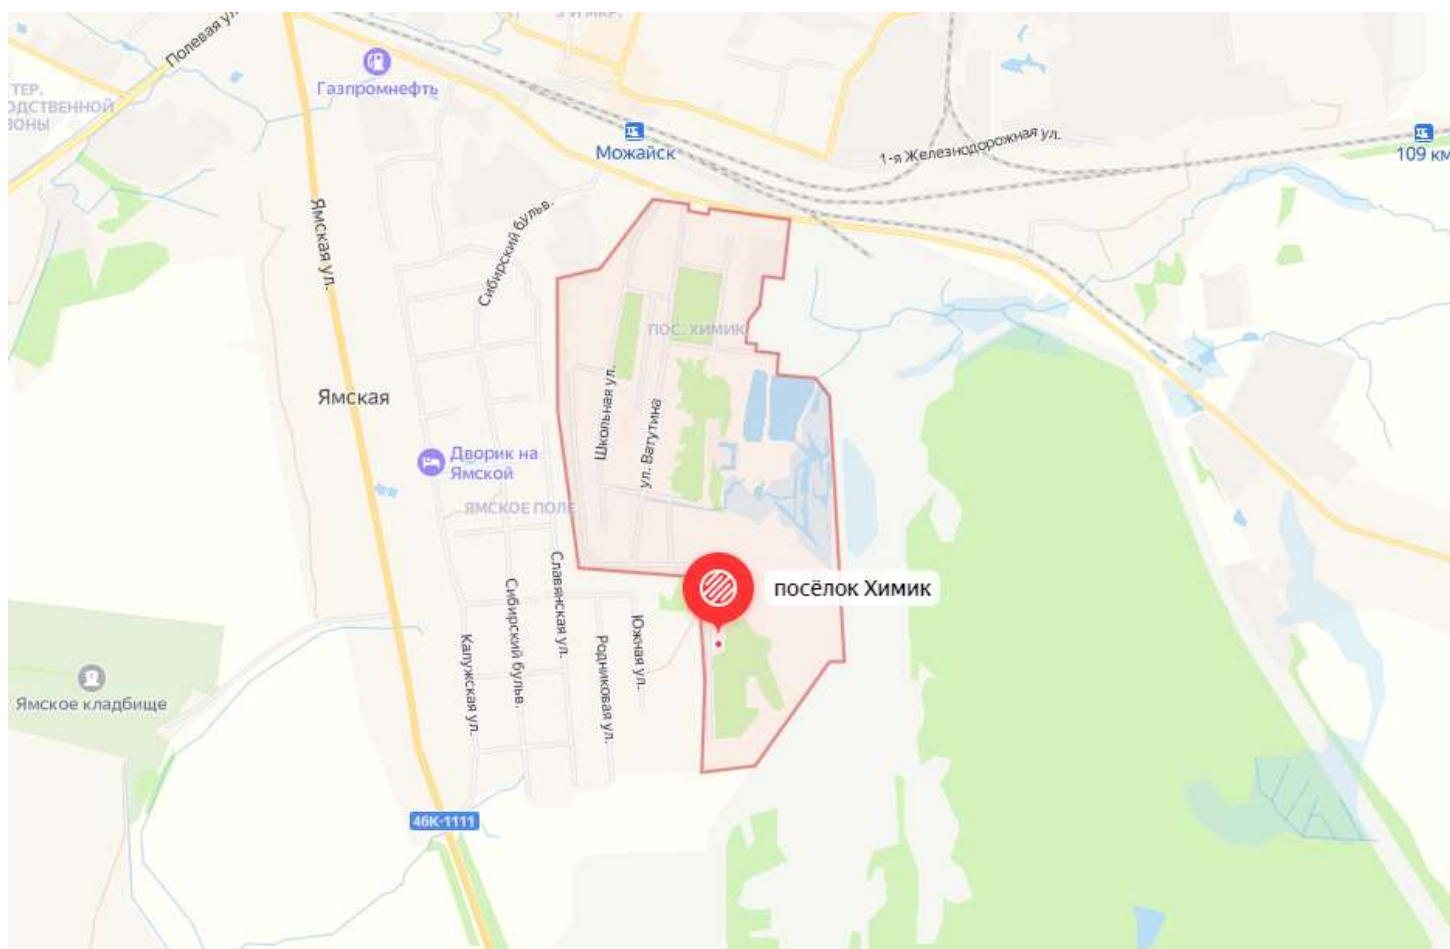 Полевая ул.
3-Й МКР.
Газпромнефть
ТЕР.
ОДСТВЕННОЙ
ЗОНЫ
Можайск
1-я Железнодорожная ул.
109 км
Ямская ул.
Сибирский бульв.
ПОС. ХИМИК
Ямская
Школьная ул.
ул. Ватутина
Дворик на
Ямской
ЯМСКОЕ ПОЛЕ
Славянская ул.
Сибирский бульв.
посёлок Химик
Южная ул.
Калужская ул.
Родниковая ул.
Ямское кладбище
46К-1111